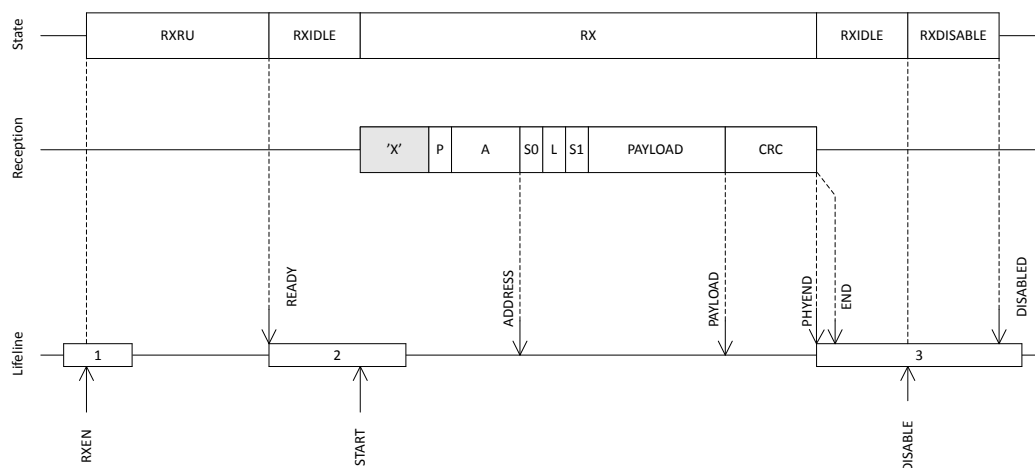 State
RXRU
RXIDLE
RX
RXIDLE
RXDISABLE
Reception
'X'
P
A
S0
L
S1
PAYLOAD
CRC
READY
ADDRESS
PAYLOAD
PHYEND
END
DISABLED
Lifeline
1
2
3
RXEN
START
DISABLE